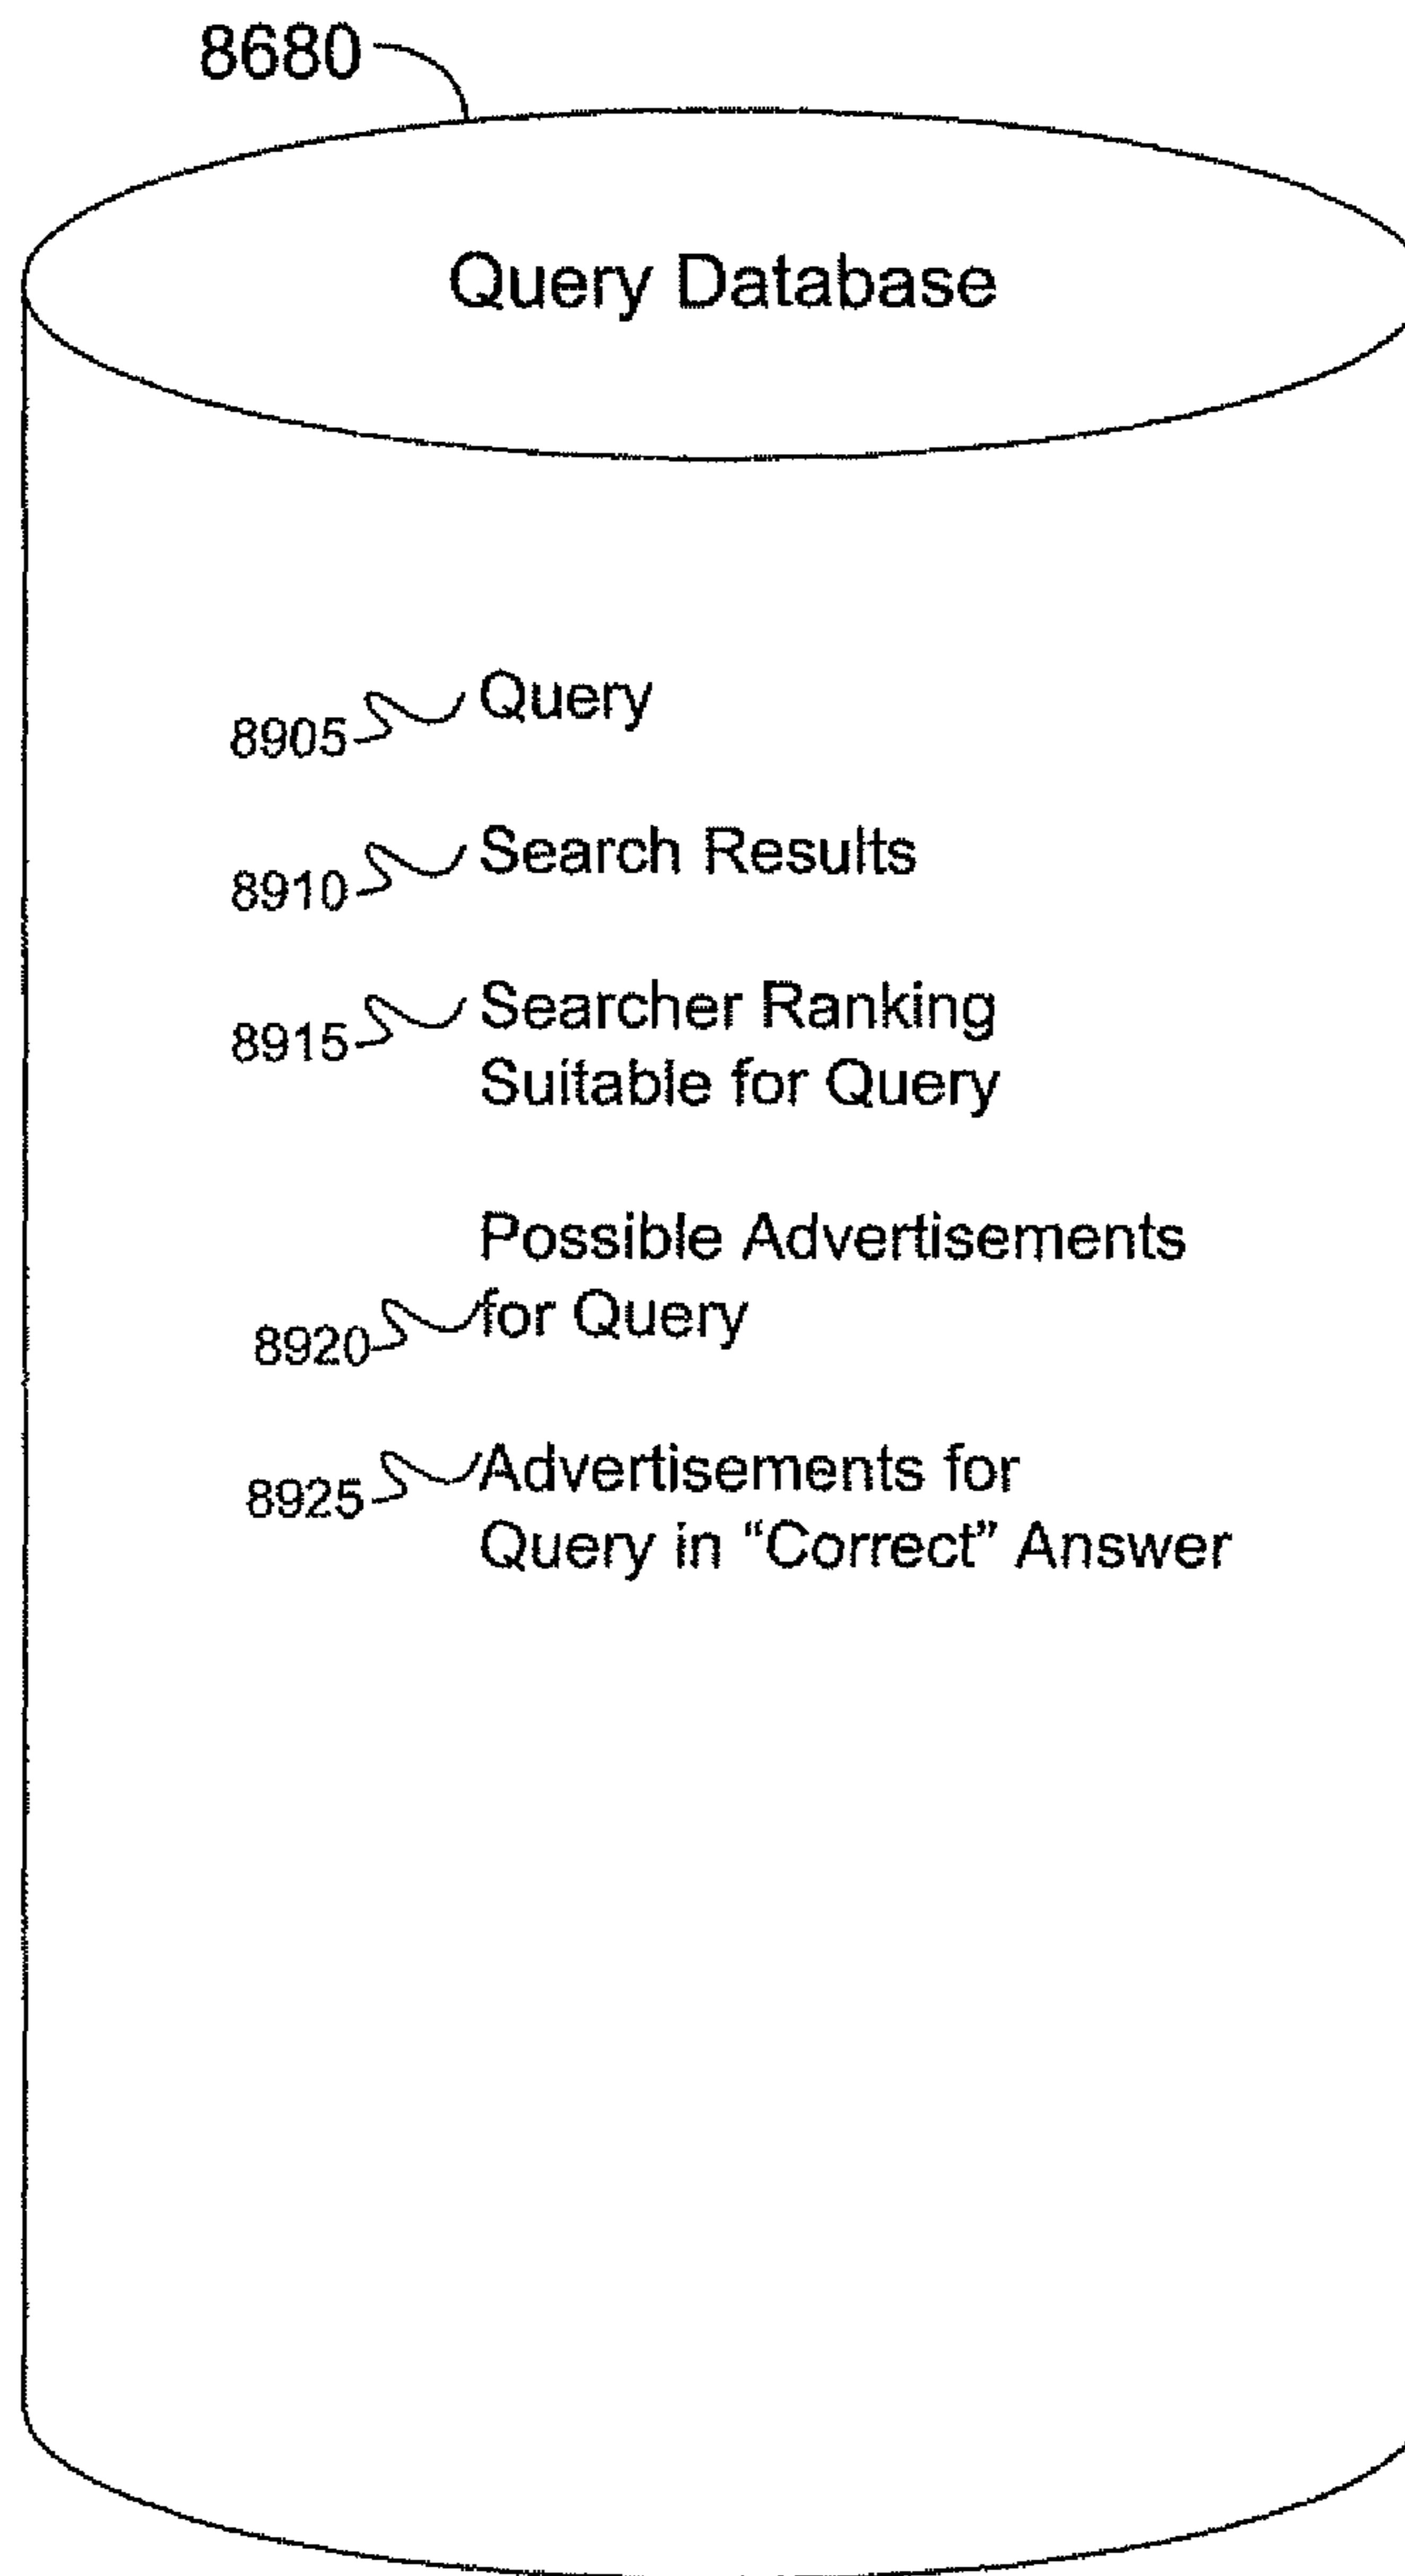 8680
Query Database
8905 Query
8910 Search Results
8915 Searcher Ranking
Suitable for Query
Possible Advertisements
8920 for Query
8925 Advertisements for
Query in “Correct” Answer